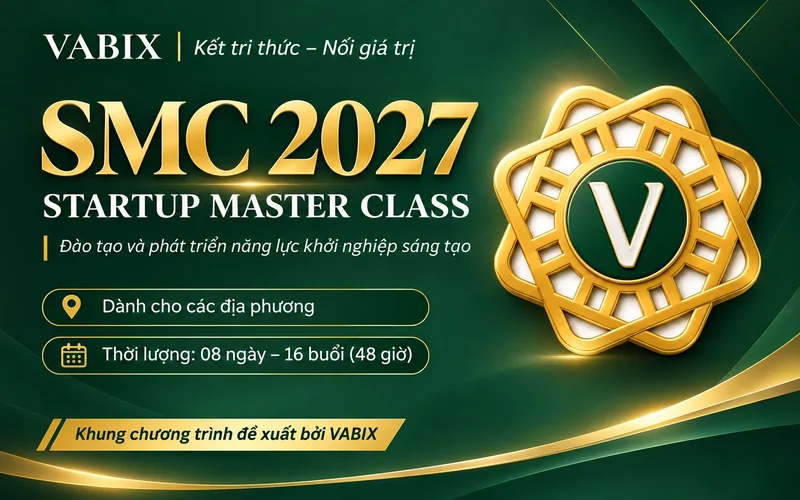 VABIX | Kết tri thức – Nối giá trị
SMC 2027
STARTUP MASTER CLASS
Đào tạo và phát triển năng lực khởi nghiệp sáng tạo
V
Dành cho các địa phương
Thời lượng: 08 ngày – 16 buổi (48 giờ)
Khung chương trình đề xuất bởi VABIX